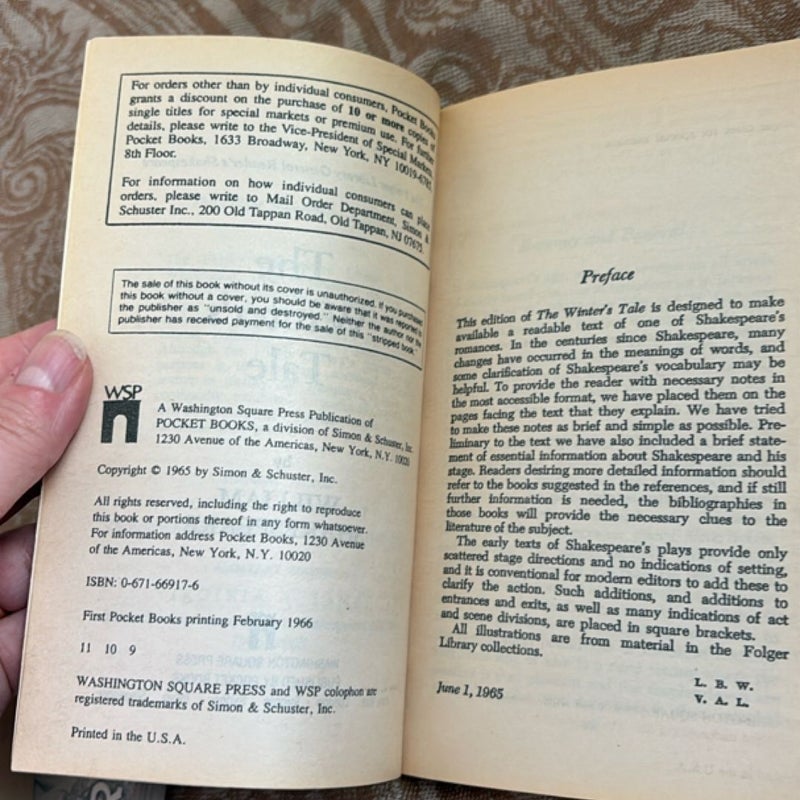 For orders other than by individual consumers, Pocket Books
grants a discount on the purchase of 10 or more copies of
single titles for special markets or premium use. For further
details, please write to the Vice-President of Special Markets,
Pocket Books, 1633 Broadway, New York, NY 10019-6785,
8th Floor.
For information on how individual consumers can place
orders, please write to Mail Order Department, Simon &
Schuster Inc., 200 Old Tappan Road, Old Tappan, NJ 07675.
The sale of this book without its cover is unauthorized. If you purchased
this book without a cover, you should be aware that it was reported to
the publisher as "unsold and destroyed." Neither the author nor the
publisher has received payment for the sale of this "stripped book."
WSP
A Washington Square Press Publication of
POCKET BOOKS, a division of Simon & Schuster, Inc.
1230 Avenue of the Americas, New York, N.Y. 10020
Copyright © 1965 by Simon & Schuster, Inc.
All rights reserved, including the right to reproduce
this book or portions thereof in any form whatsoever.
For information address Pocket Books, 1230 Avenue
of the Americas, New York, N.Y. 10020
ISBN: 0-671-66917-6
First Pocket Books printing February 1966
11 10 9
WASHINGTON SQUARE PRESS and WSP colophon are
registered trademarks of Simon & Schuster, Inc.
Printed in the U.S.A.
Preface
This edition of The Winter's Tale is designed to make
available a readable text of one of Shakespeare's
romances. In the centuries since Shakespeare, many
changes have occurred in the meanings of words, and
some clarification of Shakespeare's vocabulary may be
helpful. To provide the reader with necessary notes in
the most accessible format, we have placed them on the
pages facing the text that they explain. We have tried
to make these notes as brief and simple as possible. Pre-
liminary to the text we have also included a brief state-
ment of essential information about Shakespeare and his
stage. Readers desiring more detailed information should
refer to the books suggested in the references, and if still
further information is needed, the bibliographies in
those books will provide the necessary clues to the
literature of the subject.
The early texts of Shakespeare's plays provide only
scattered stage directions and no indications of setting,
and it is conventional for modern editors to add these to
clarify the action. Such additions, and additions to
entrances and exits, as well as many indications of act
and scene divisions, are placed in square brackets.
All illustrations are from material in the Folger
Library collections.
L. B. W.
V. A. L.
June 1, 1965